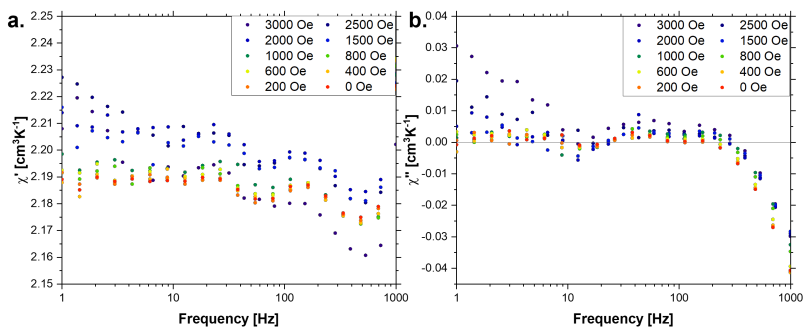 a.
2.25
2.24
2.23
2.22
2.21
2.20
2.19
2.18
2.17
2.16
2.15
χ' [cm³K⁻¹]
3000 Oe 2500 Oe
2000 Oe 1500 Oe
1000 Oe 800 Oe
600 Oe 400 Oe
200 Oe 0 Oe
1 10 100 1000
Frequency [Hz]
b.
0.04
0.03
0.02
0.01
0.00
-0.01
-0.02
-0.03
-0.04
χ'' [cm³K⁻¹]
3000 Oe 2500 Oe
2000 Oe 1500 Oe
1000 Oe 800 Oe
600 Oe 400 Oe
200 Oe 0 Oe
1 10 100 1000
Frequency [Hz]